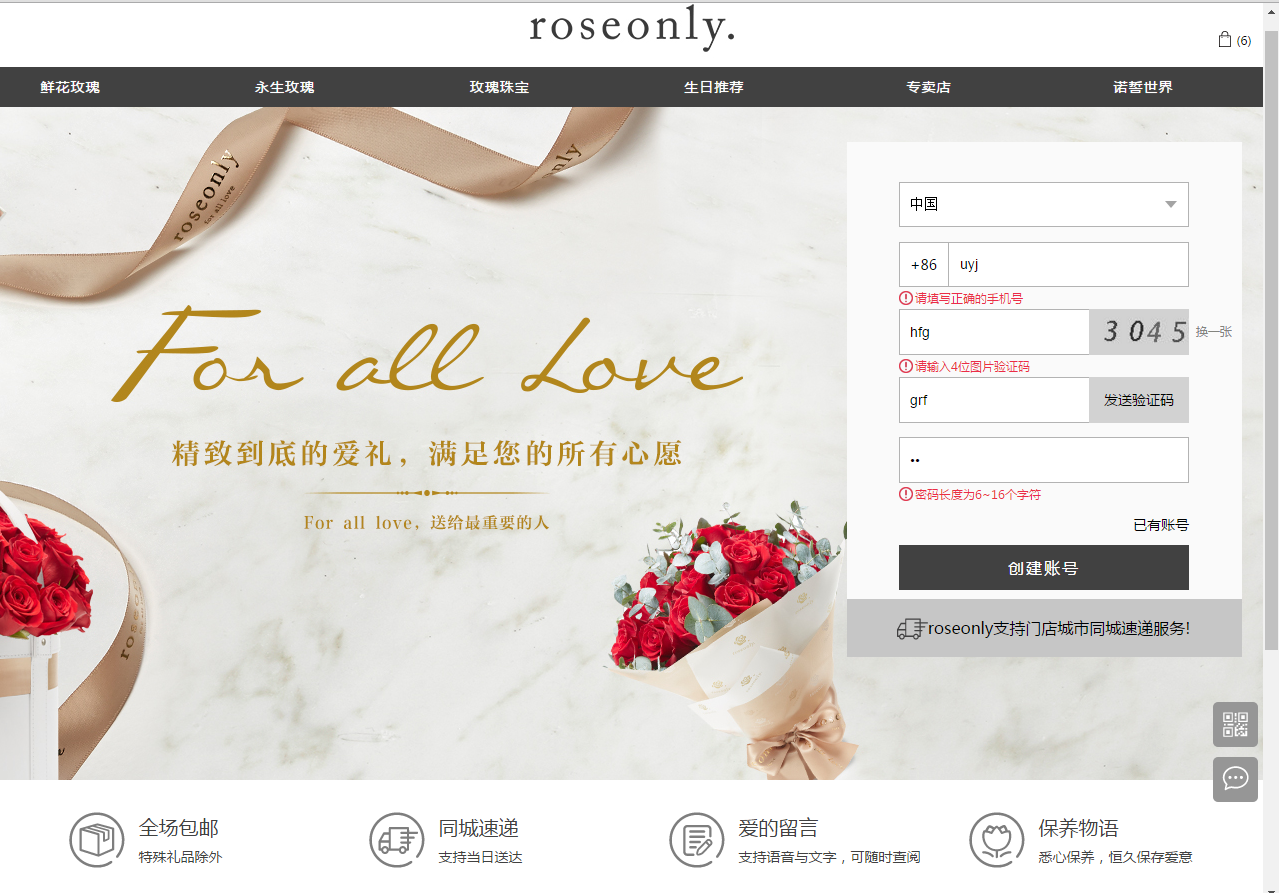 roseonly.
(6)
鲜花玫瑰 永生玫瑰 玫瑰珠宝 生日推荐 专卖店 诺誓世界
roseonly
for all love
only
中国
+86 uyj
请填写正确的手机号
hfg 3045 换一张
请输入4位图片验证码
grf 发送验证码
••
密码长度为6~16个字符
已有账号
创建账号
roseonly支持门店城市同城速递服务!
For all Love
精致到底的爱礼，满足您的所有心愿
For all love，送给最重要的人
全场包邮 同城速递 爱的留言 保养物语
特殊礼品除外 支持当日送达 支持语音与文字，可随时查阅 悉心保养，恒久保存爱意